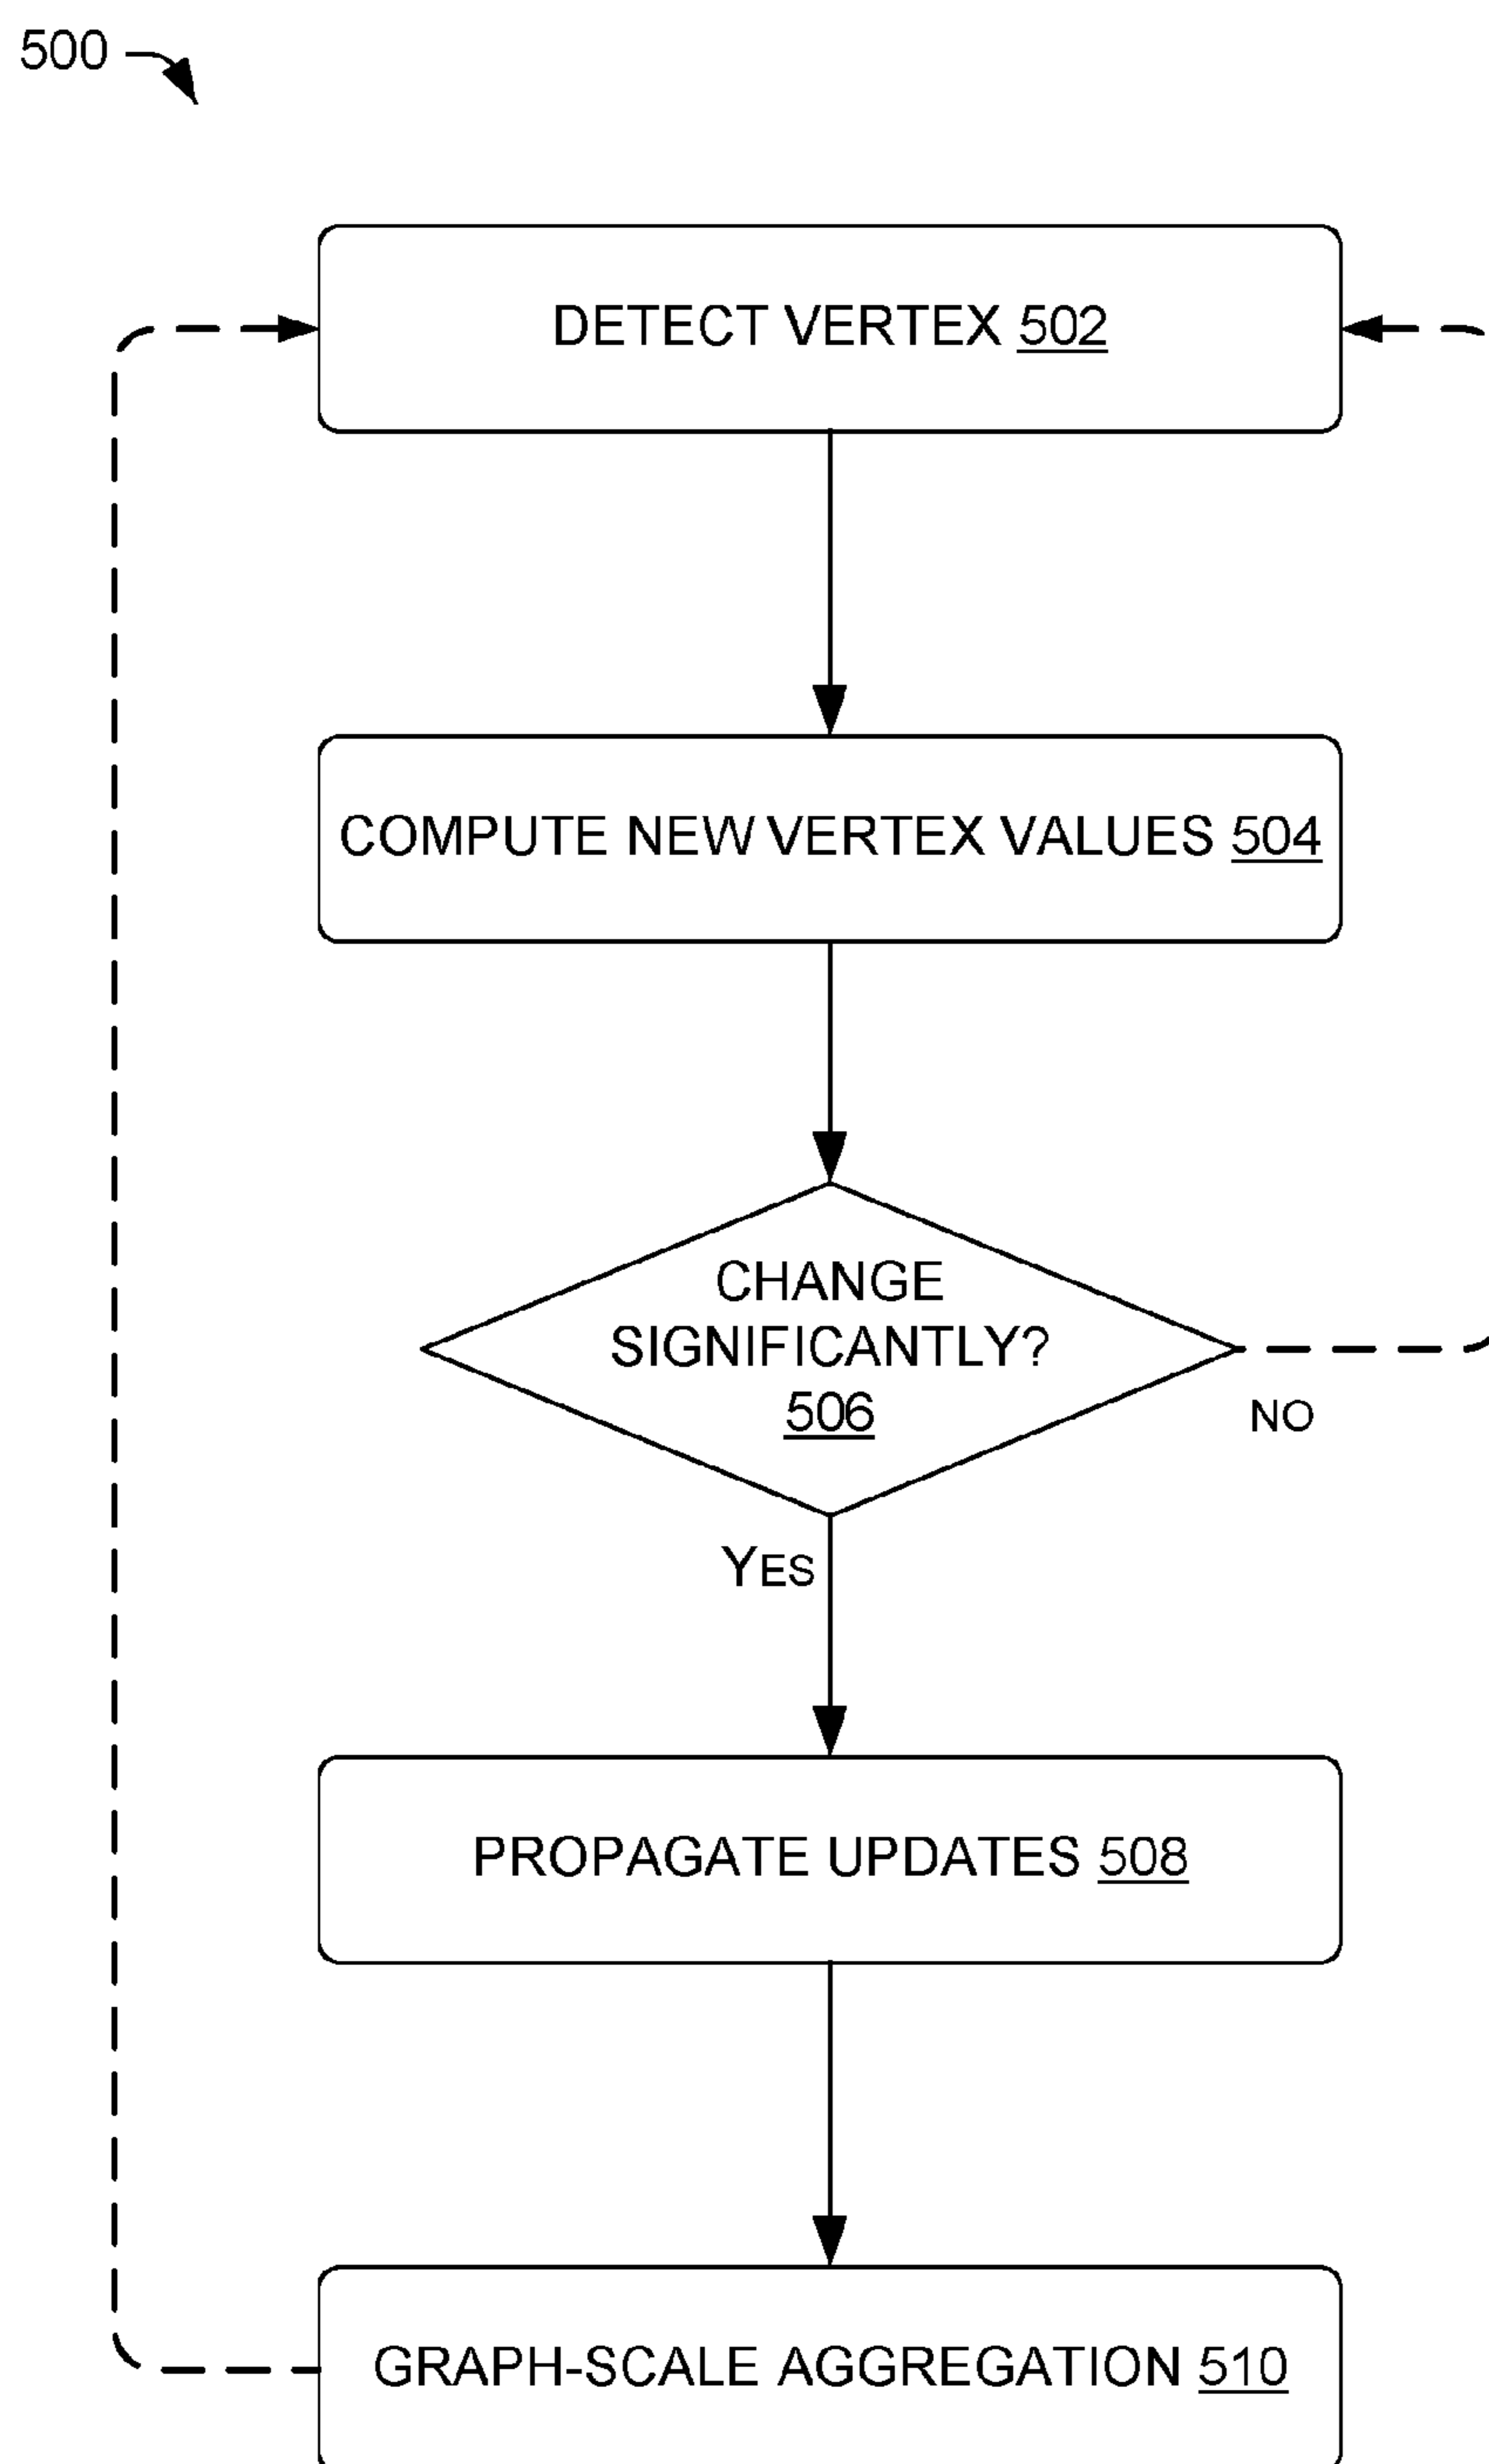 500
DETECT VERTEX 502
COMPUTE NEW VERTEX VALUES 504
CHANGE
SIGNIFICANTLY?
506
NO
YES
PROPAGATE UPDATES 508
GRAPH-SCALE AGGREGATION 510